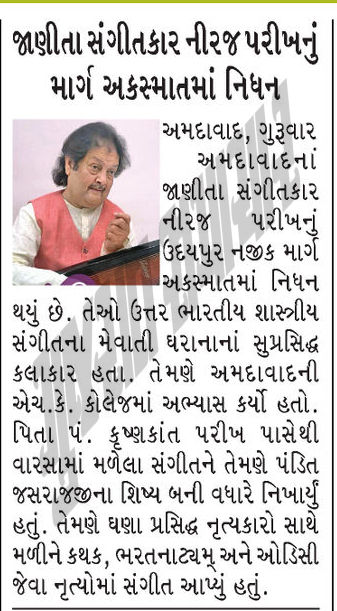 જાણીતા સંગીતકાર નીરજ પરીખનું
માર્ગ અકસ્માતમાં નિધન
અમદાવાદ, ગુરૂવાર
અમદાવાદનાં
જાણીતા સંગીતકાર
નીરજ પરીખનું
ઉદયપુર નજીક માર્ગ
અકસ્માતમાં નિધન
થયું છે. તેઓ ઉત્તર ભારતીય શાસ્ત્રીય
સંગીતના મેવાતી ઘરાનાનાં સુપ્રસિદ્ધ
કલાકાર હતા. તેમણે અમદાવાદની
એચ.કે. કોલેજમાં અભ્યાસ કર્યો હતો.
પિતા પં. કૃષ્ણકાંત પરીખ પાસેથી
વારસામાં મળેલા સંગીતને તેમણે પંડિત
જસરાજજીના શિષ્ય બની વધારે નિખાર્યું
હતું. તેમણે ઘણા પ્રસિદ્ધ નૃત્યકારો સાથે
મળીને કથક, ભરતનાટ્યમ્ અને ઓડિસી
જેવા નૃત્યોમાં સંગીત આપ્યું હતું.